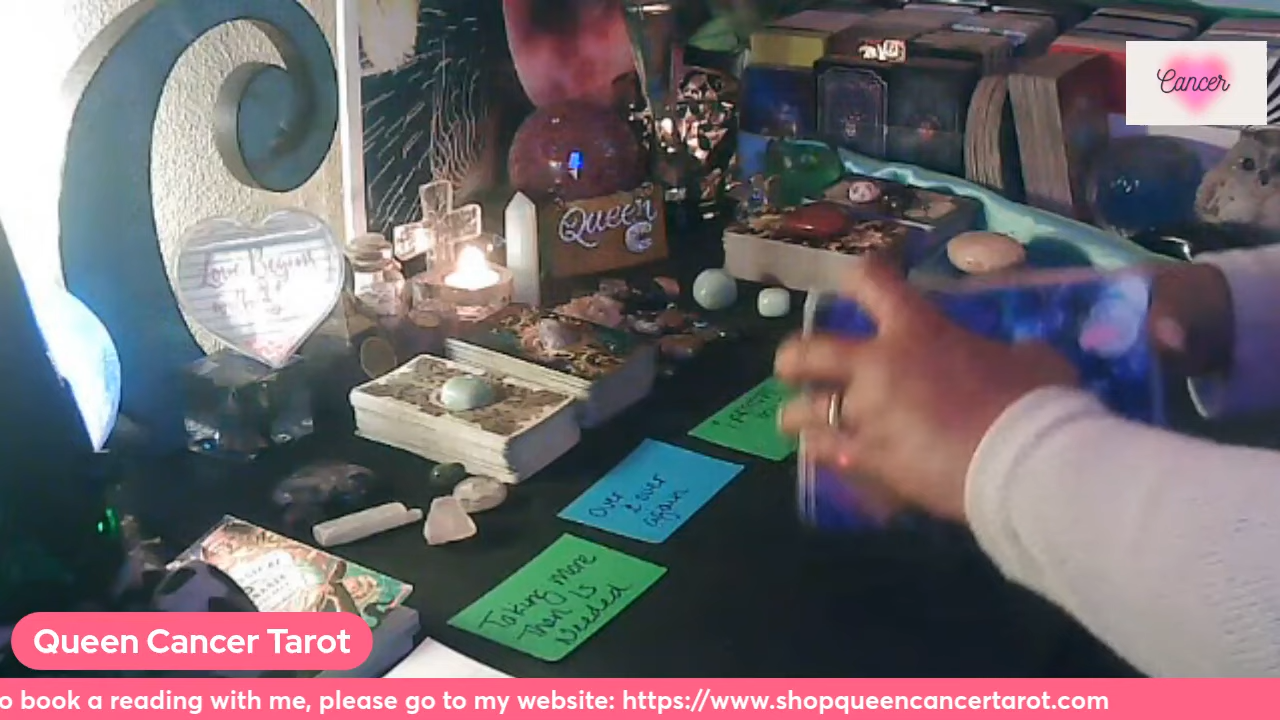 Cancer
Queen
C
Love Begins
Over
& over
again
Taking More
Than is
Needed
Queen Cancer Tarot
o book a reading with me, please go to my website: https://www.shopqueencancertarot.com